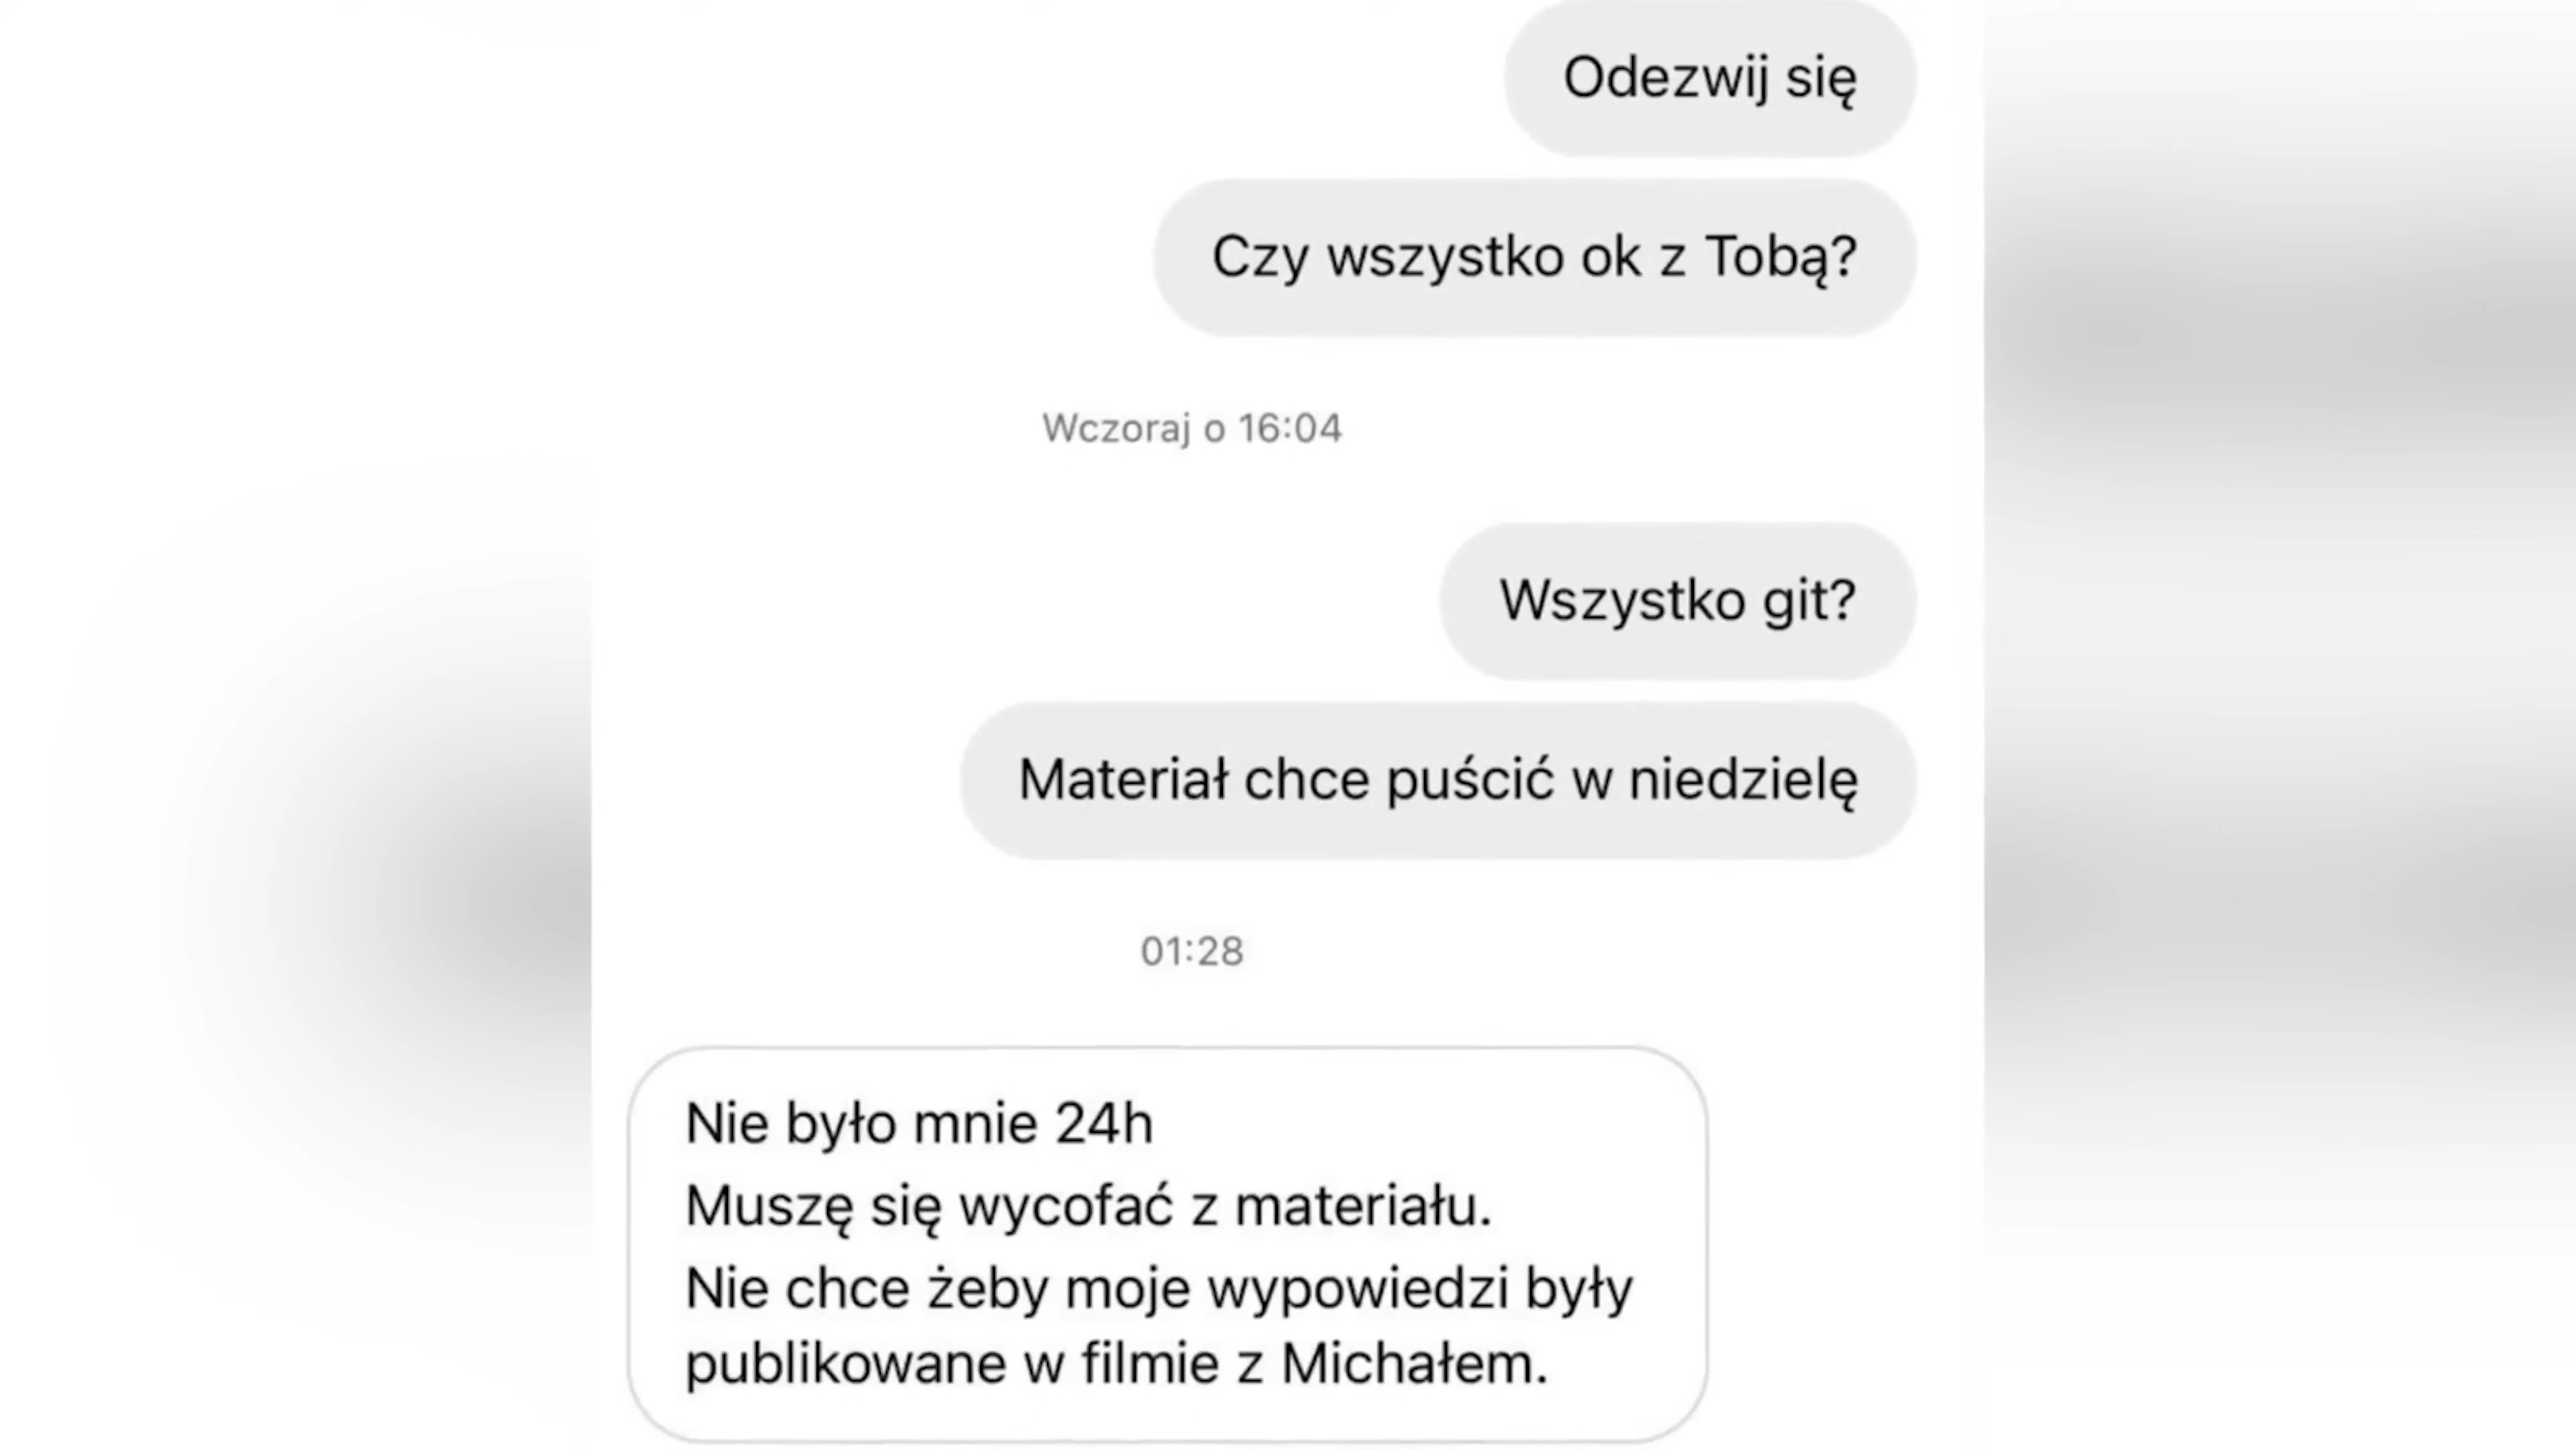 Odezwij się
Czy wszystko ok z Tobą?
Wczoraj o 16:04
Wszystko git?
Materiał chce puścić w niedzielę
01:28
Nie było mnie 24h
Muszę się wycofać z materiału.
Nie chce żeby moje wypowiedzi były
publikowane w filmie z Michałem.